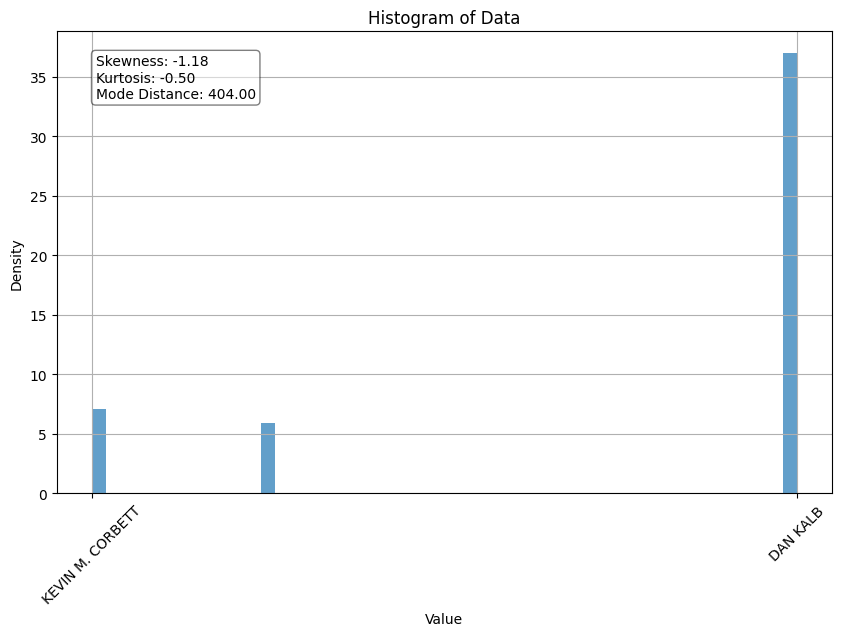 Histogram of Data
Skewness: -1.18
Kurtosis: -0.50
Mode Distance: 404.00
Density
35
30
25
20
15
10
5
0
KEVIN M. CORBETT
DAN KALB
Value